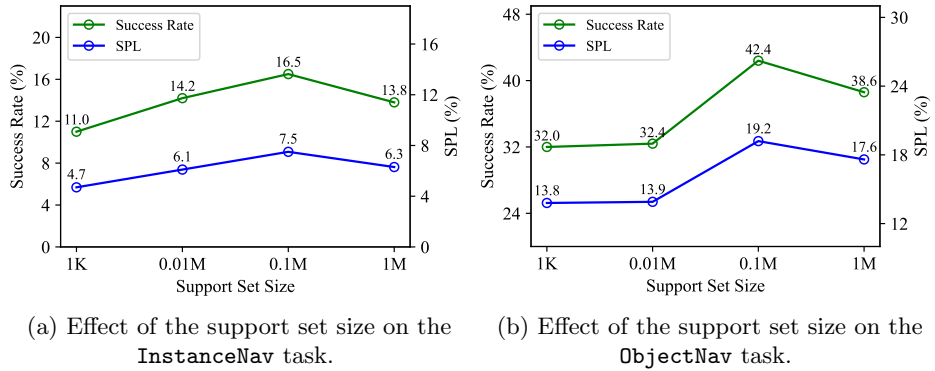 Success Rate
SPL
Success Rate (%)
20
16
12
8
4
0
16
12
8
4
0
SPL (%)
11.0
14.2
16.5
13.8
4.7
6.1
7.5
6.3
1K
0.01M
0.1M
1M
Support Set Size
(a) Effect of the support set size on the
InstanceNav task.
Success Rate
SPL
Success Rate (%)
48
40
32
24
30
24
18
12
SPL (%)
32.0
32.4
42.4
38.6
13.8
13.9
19.2
17.6
1K
0.01M
0.1M
1M
Support Set Size
(b) Effect of the support set size on the
ObjectNav task.